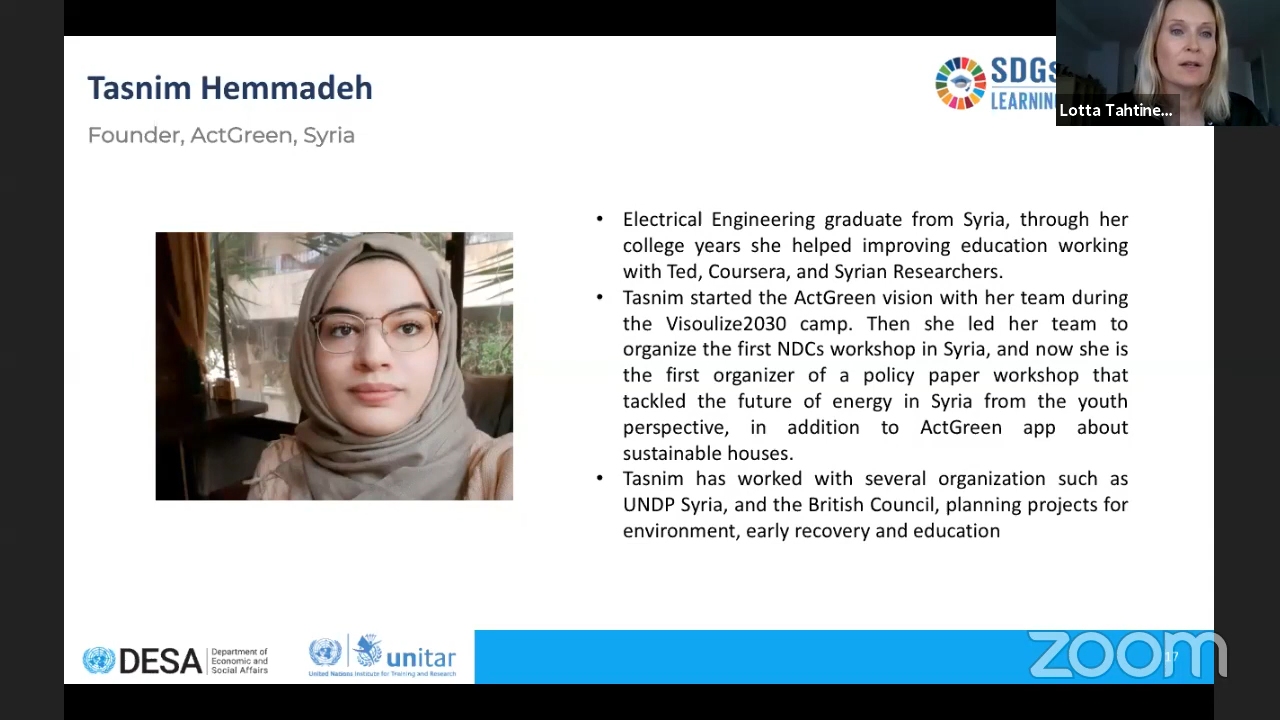 Tasnim Hemmadeh
Founder, ActGreen, Syria
SDGs
LEARNING
Lotta Tahtine...
• Electrical Engineering graduate from Syria, through her
college years she helped improving education working
with Ted, Coursera, and Syrian Researchers.
• Tasnim started the ActGreen vision with her team during
the Visoulize2030 camp. Then she led her team to
organize the first NDCs workshop in Syria, and now she is
the first organizer of a policy paper workshop that
tackled the future of energy in Syria from the youth
perspective, in addition to ActGreen app about
sustainable houses.
• Tasnim has worked with several organization such as
UNDP Syria, and the British Council, planning projects for
environment, early recovery and education
DESA
Department of
Economic and
Social Affairs
unitar
United Nations Institute for Training and Research
zoom
17